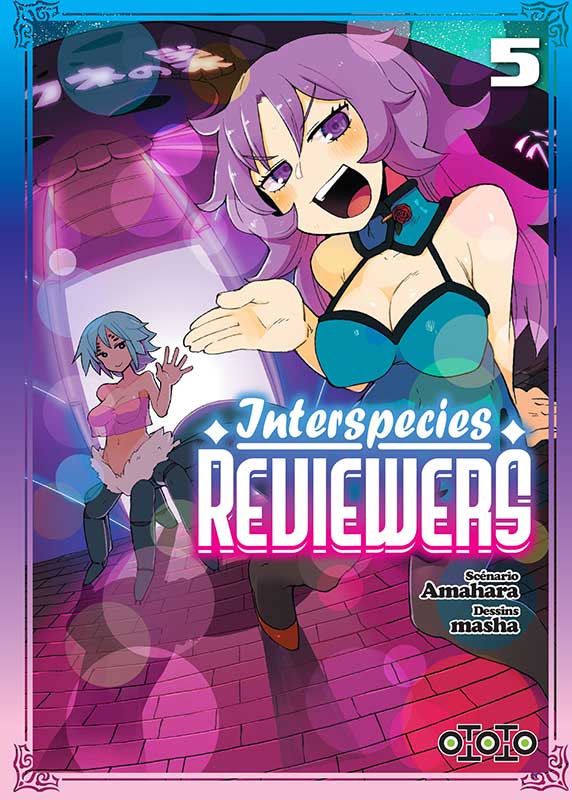 5
Interspecies
REVIEWERS
Scénario
Amahara
Dessins
masha
OTOTO